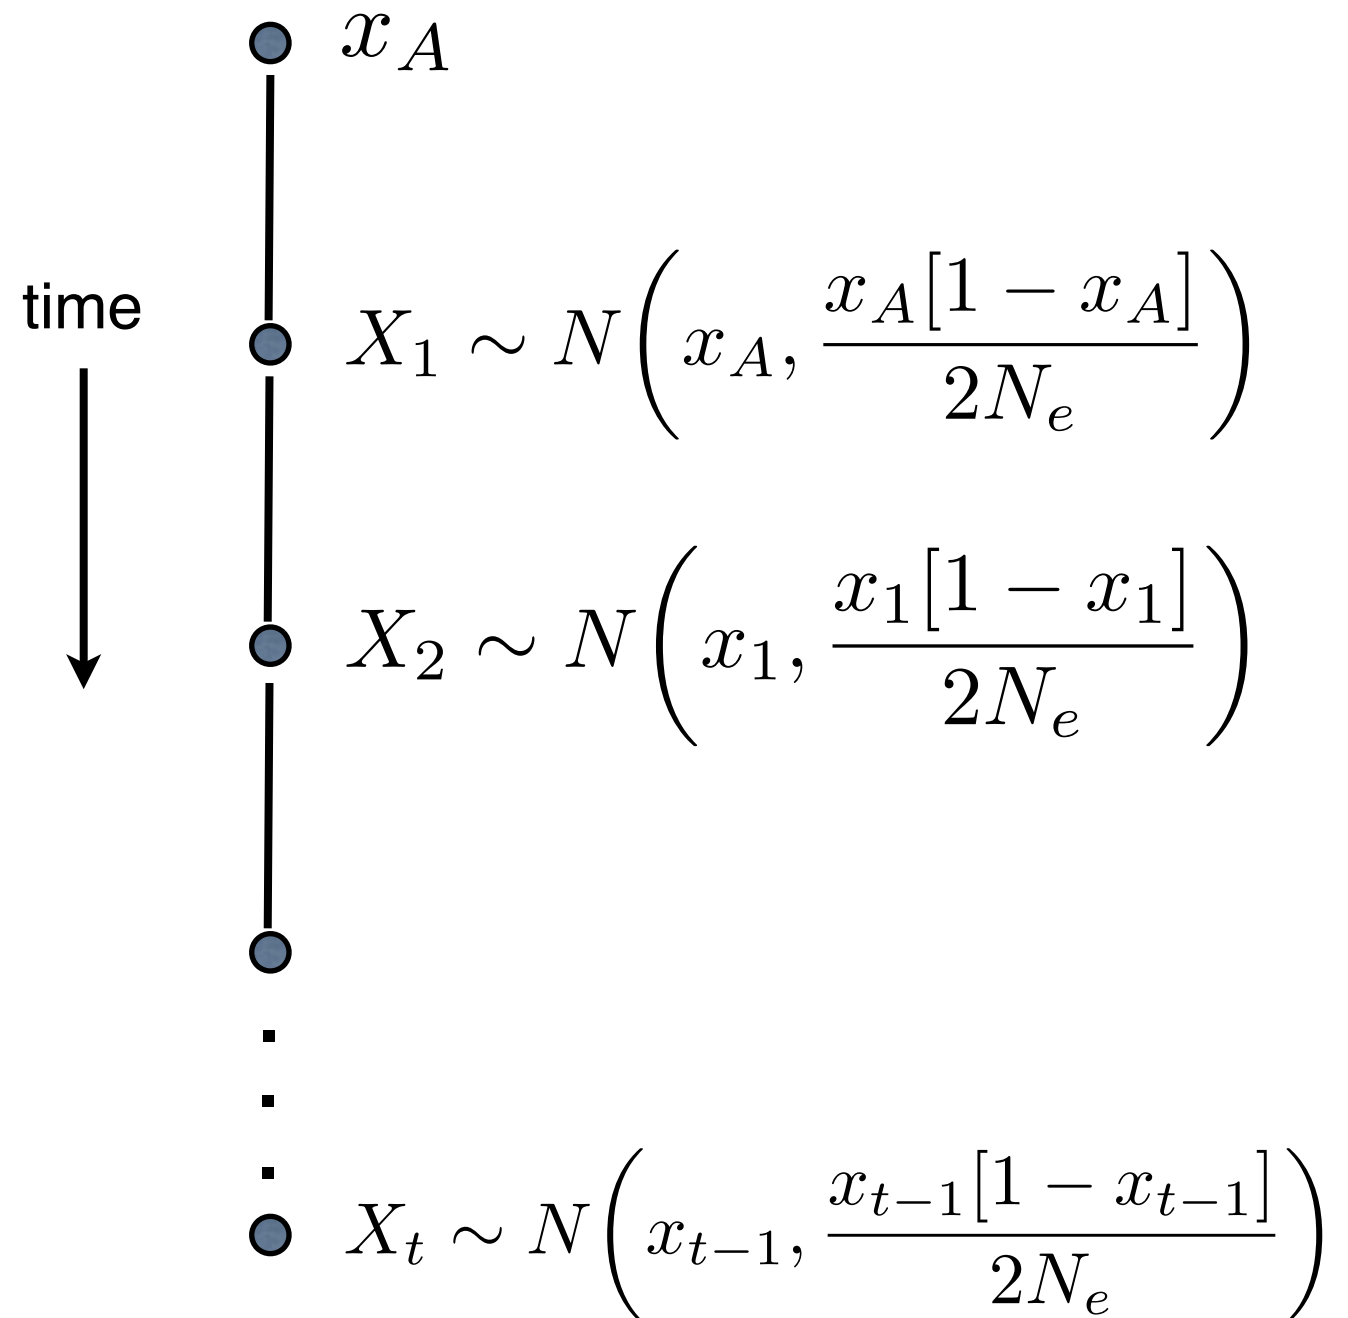 x_A
time
X_1 ∼ N(x_A, x_A[1 − x_A] / 2N_e)
X_2 ∼ N(x_1, x_1[1 − x_1] / 2N_e)
X_t ∼ N(x_{t−1}, x_{t−1}[1 − x_{t−1}] / 2N_e)